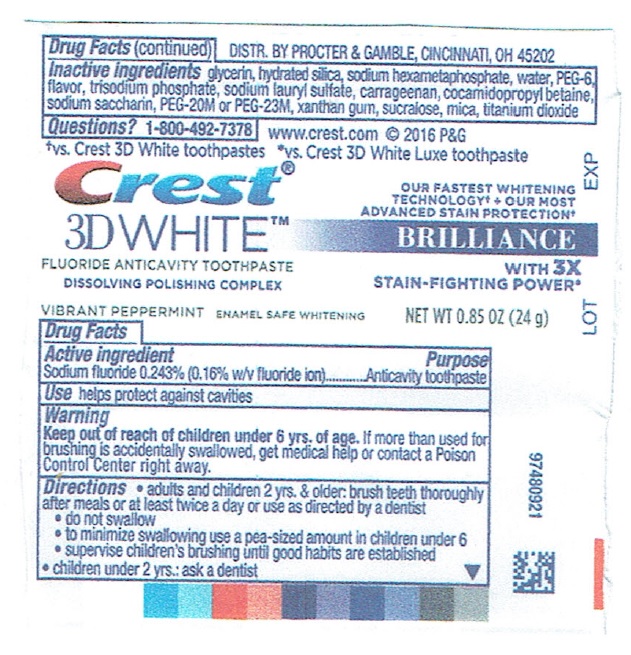 Drug Facts (continued) DISTR. BY PROCTER & GAMBLE, CINCINNATI, OH 45202
Inactive ingredients glycerin, hydrated silica, sodium hexametaphosphate, water, PEG-6,
flavor, trisodium phosphate, sodium lauryl sulfate, carrageenan, cocamidopropyl betaine,
sodium saccharin, PEG-20M or PEG-23M, xanthan gum, sucralose, mica, titanium dioxide
Questions? 1-800-492-7378 www.crest.com © 2016 P&G
†vs. Crest 3D White toothpastes *vs. Crest 3D White Luxe toothpaste
Crest®
3D WHITE™
FLUORIDE ANTICAVITY TOOTHPASTE
DISSOLVING POLISHING COMPLEX
OUR FASTEST WHITENING
TECHNOLOGY† + OUR MOST
ADVANCED STAIN PROTECTION†
BRILLIANCE
WITH 3X
STAIN-FIGHTING POWER*
VIBRANT PEPPERMINT ENAMEL SAFE WHITENING NET WT 0.85 OZ (24 g)
LOT EXP
Drug Facts
Active ingredient Purpose
Sodium fluoride 0.243% (0.16% w/v fluoride ion)............Anticavity toothpaste
Use helps protect against cavities
Warning
Keep out of reach of children under 6 yrs. of age. If more than used for
brushing is accidentally swallowed, get medical help or contact a Poison
Control Center right away.
Directions • adults and children 2 yrs. & older: brush teeth thoroughly
after meals or at least twice a day or use as directed by a dentist
• do not swallow
• to minimize swallowing use a pea-sized amount in children under 6
• supervise children's brushing until good habits are established
• children under 2 yrs.: ask a dentist
97480921